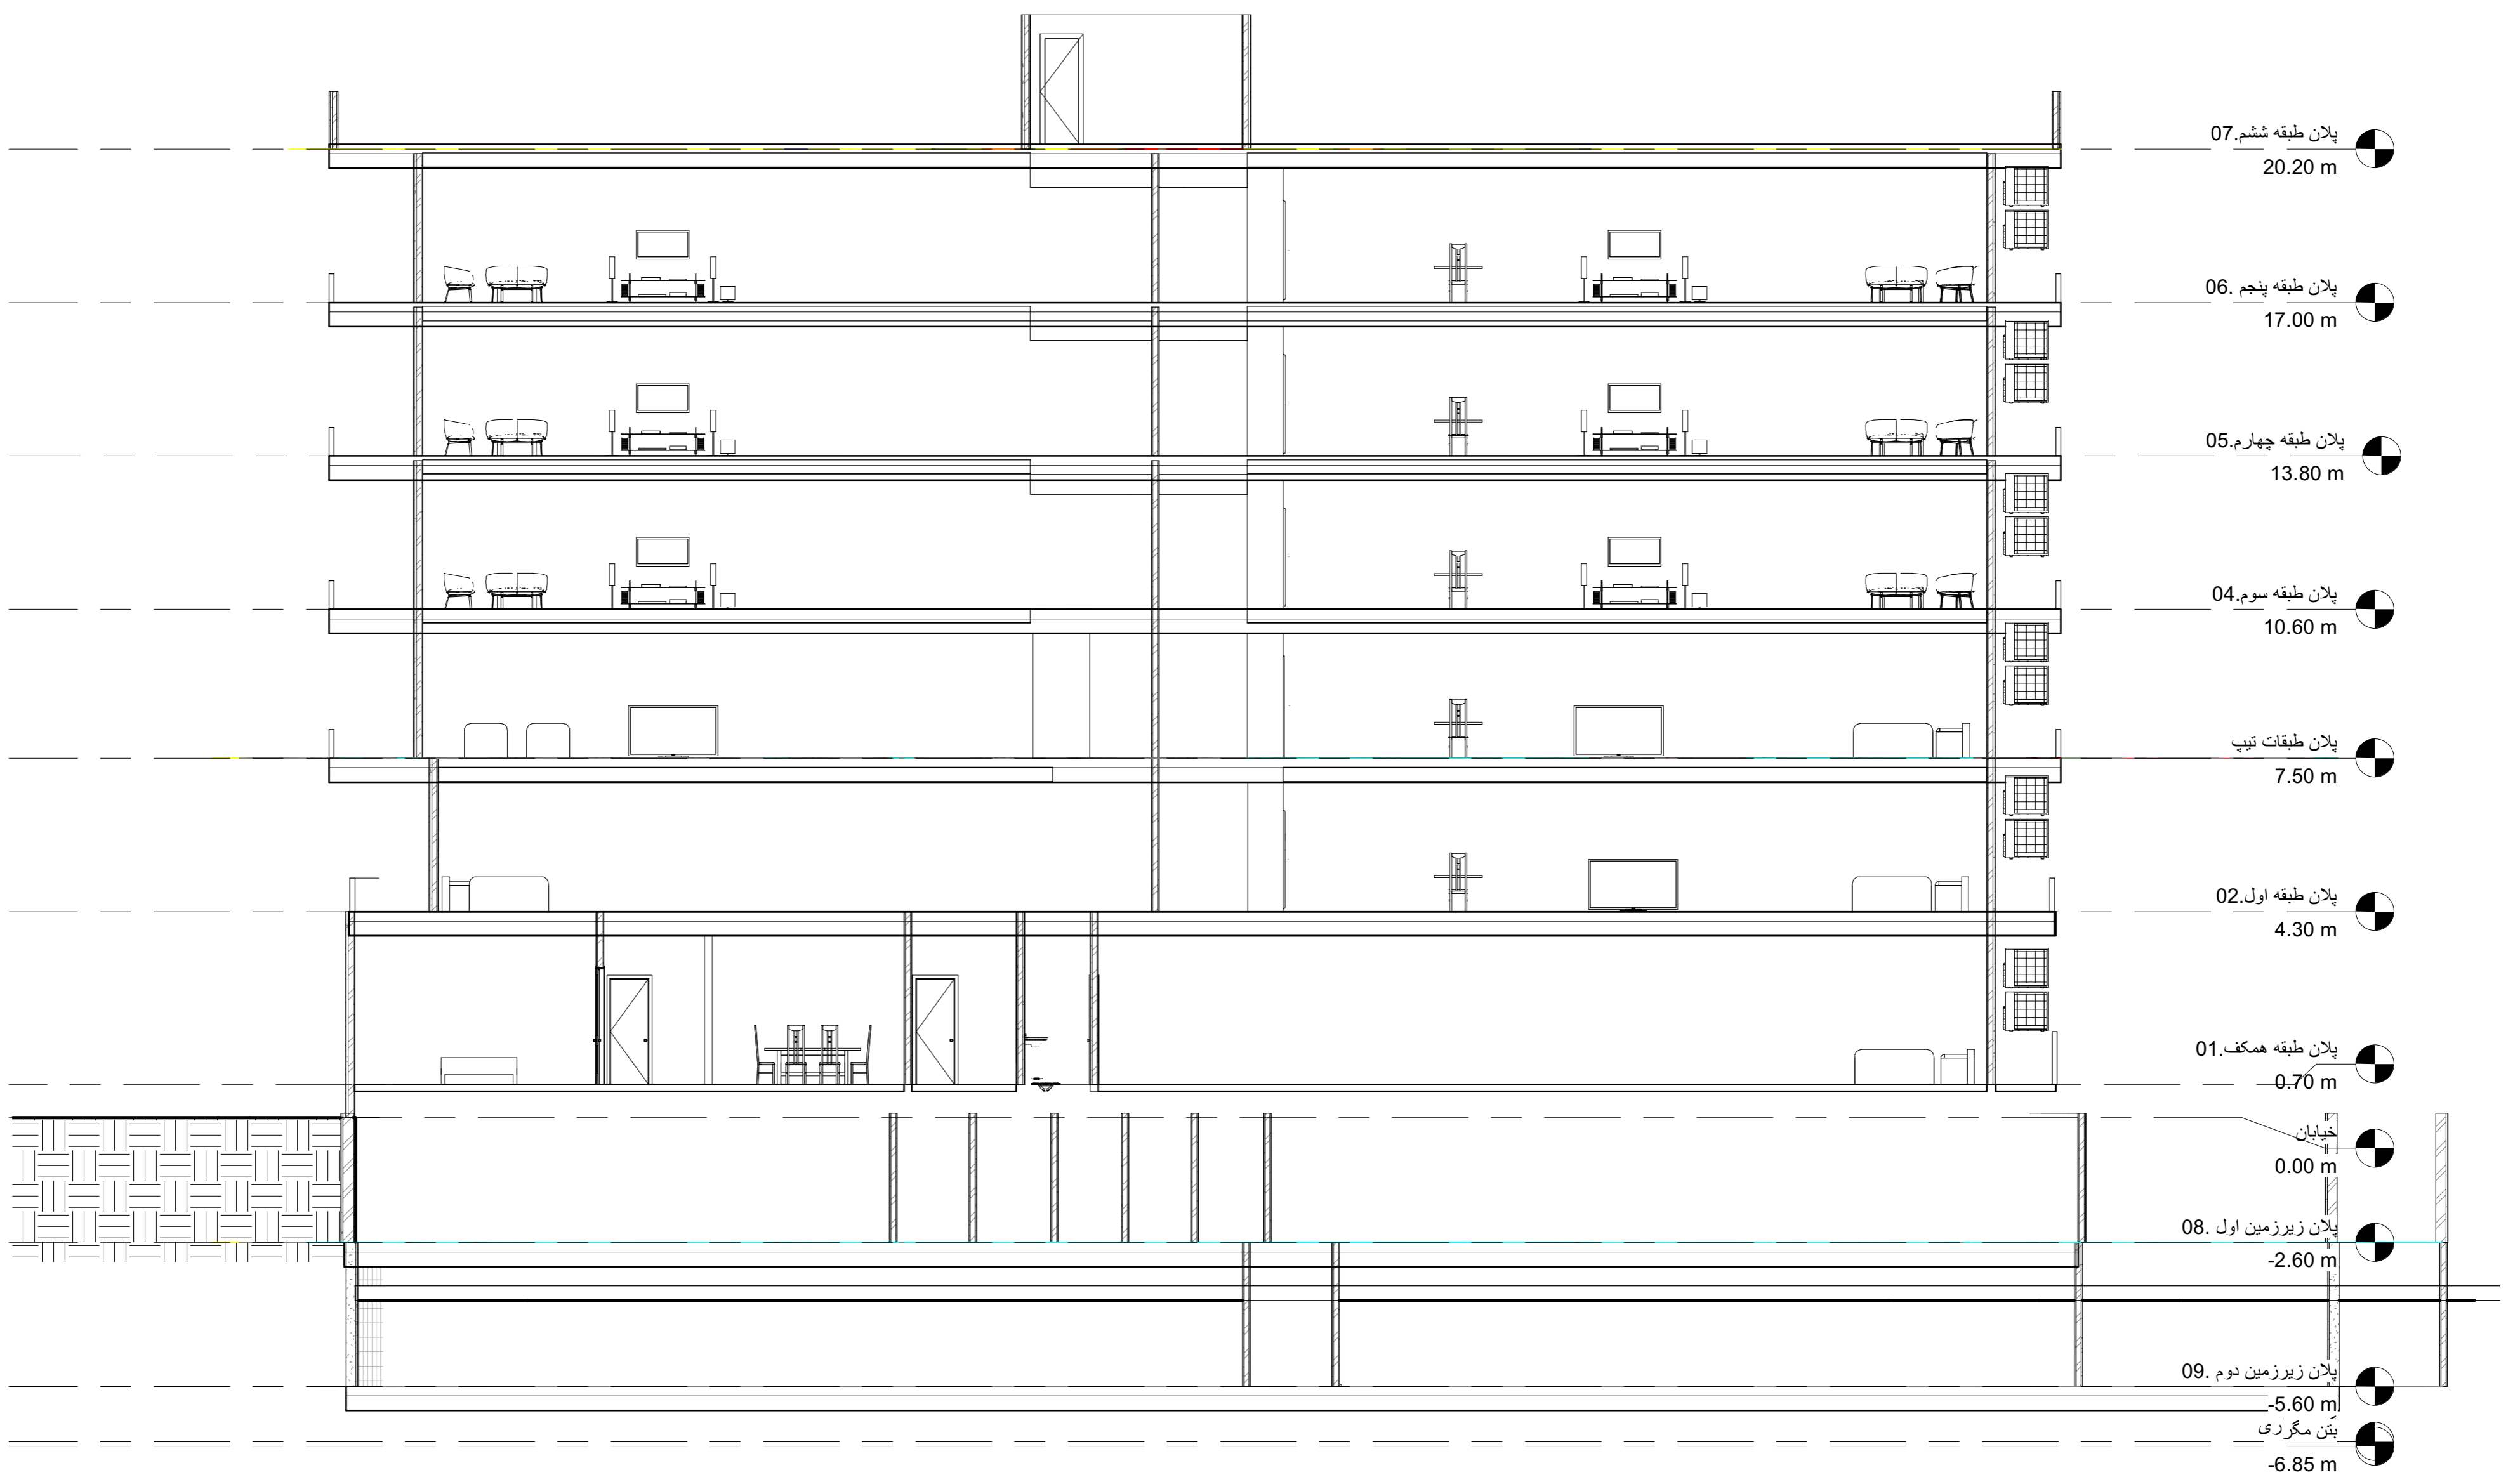 پلان طبقه ششم.07
20.20 m
پلان طبقه پنجم .06
17.00 m
پلان طبقه چهارم.05
13.80 m
پلان طبقه سوم.04
10.60 m
پلان طبقات تیپ
7.50 m
پلان طبقه اول.02
4.30 m
پلان طبقه همکف.01
0.70 m
خیابان
0.00 m
پلان زیرزمین اول .08
-2.60 m
پلان زیرزمین دوم .09
-5.60 m
بتن مگر
-6.85 m